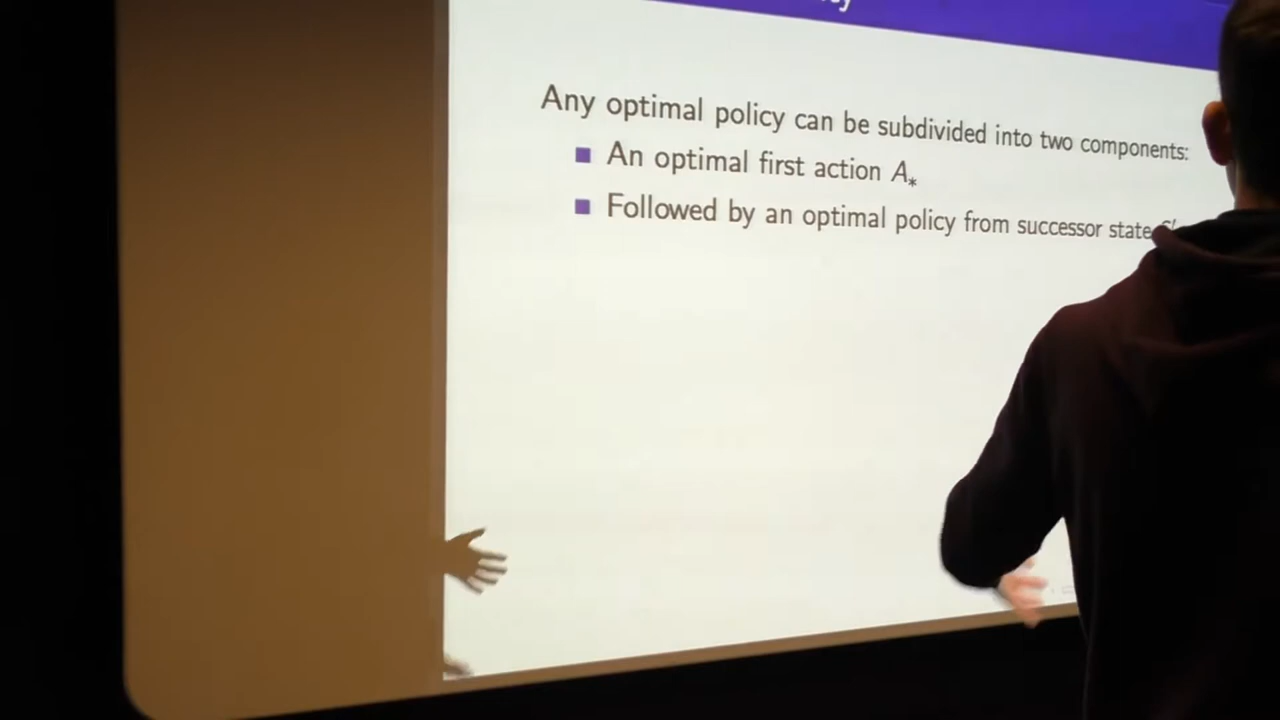 Any optimal policy can be subdivided into two components:
An optimal first action A*
Followed by an optimal policy from successor state